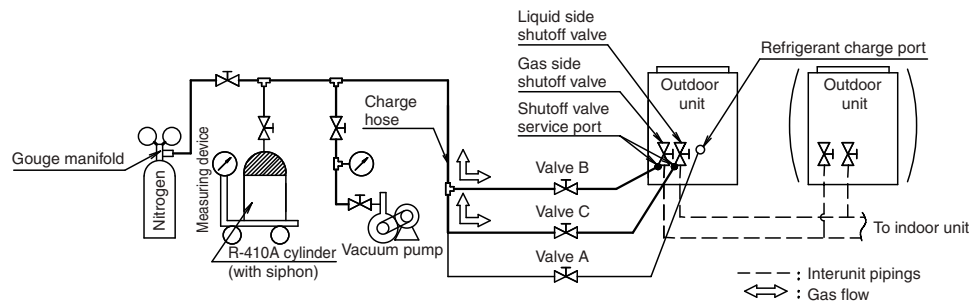 Liquid side
shutoff valve
Refrigerant charge port
Gas side
shutoff valve
Outdoor
unit
Outdoor
unit
Charge
hose
Shutoff valve
service port
Gouge manifold
Nitrogen
Measuring device
Valve B
Valve C
Valve A
R-410A cylinder
(with siphon)
Vacuum pump
To indoor unit
: Interunit pipings
: Gas flow